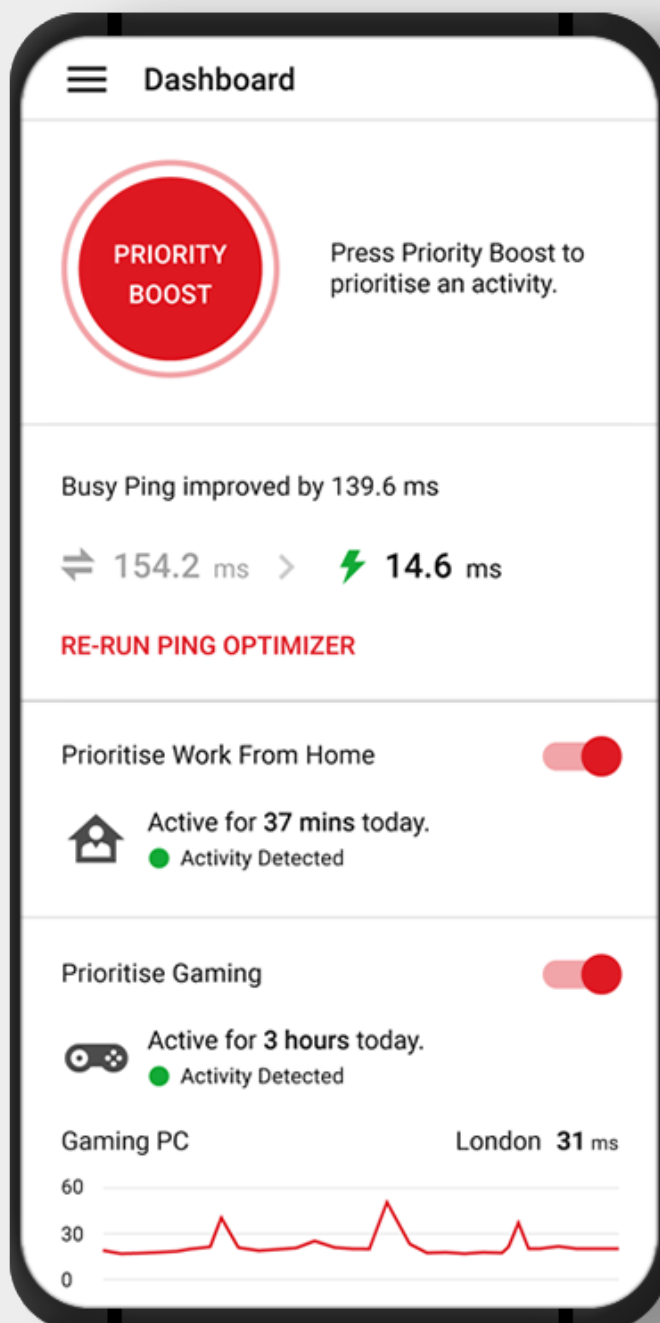 Dashboard
PRIORITY
BOOST
Press Priority Boost to
prioritise an activity.
Busy Ping improved by 139.6 ms
154.2 ms > 14.6 ms
RE-RUN PING OPTIMIZER
Prioritise Work From Home
Active for 37 mins today.
Activity Detected
Prioritise Gaming
Active for 3 hours today.
Activity Detected
Gaming PC London 31 ms
60
30
0